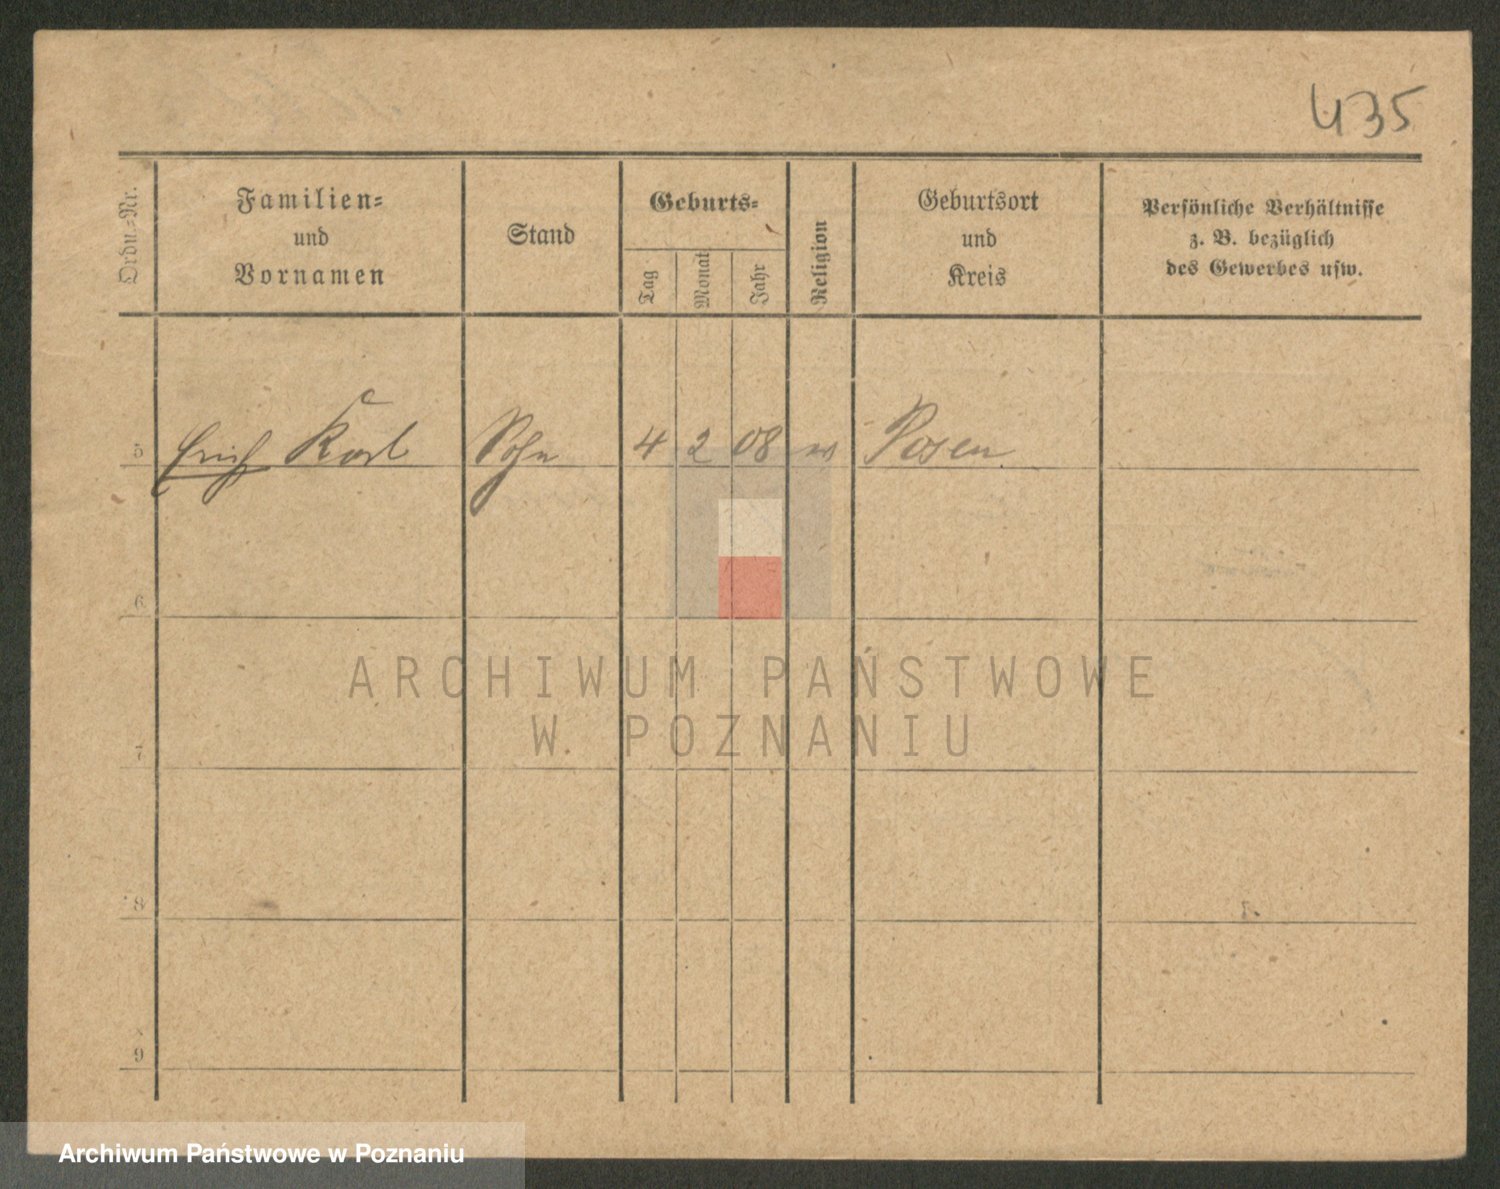 435
Ordn.=Nr.
Familien=
und
Vornamen
Stand
Geburts=
Tag
Monat
Jahr
Religion
Geburtsort
und
Kreis
Persönliche Verhältnisse
z. B. bezüglich
des Gewerbes usw.
5 Erich Karl Sohn 4 2 08 Posen
6
7
8
9
ARCHIWUM PAŃSTWOWE
W POZNANIU
Archiwum Państwowe w Poznaniu